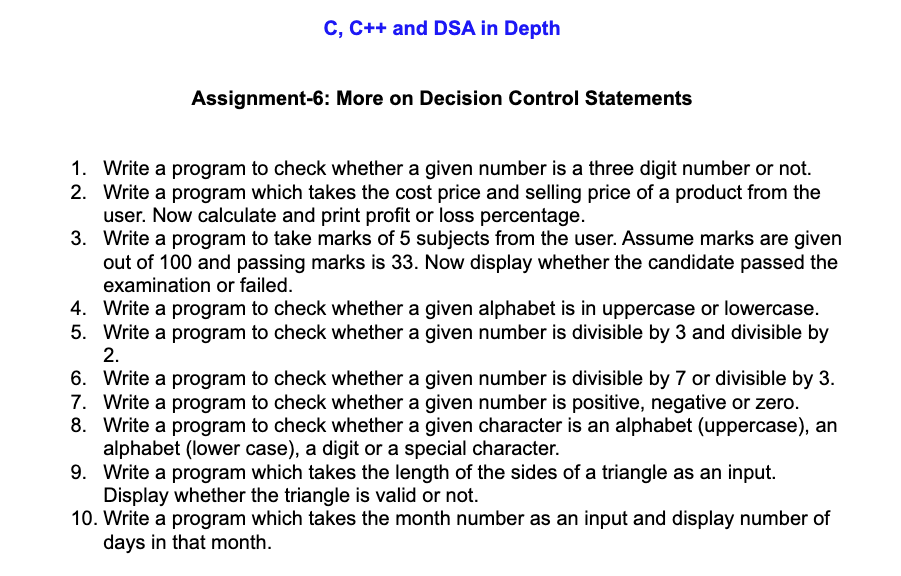 C, C++ and DSA in Depth
Assignment-6: More on Decision Control Statements
1. Write a program to check whether a given number is a three digit number or not.
2. Write a program which takes the cost price and selling price of a product from the
user. Now calculate and print profit or loss percentage.
3. Write a program to take marks of 5 subjects from the user. Assume marks are given
out of 100 and passing marks is 33. Now display whether the candidate passed the
examination or failed.
4. Write a program to check whether a given alphabet is in uppercase or lowercase.
5. Write a program to check whether a given number is divisible by 3 and divisible by
2.
6. Write a program to check whether a given number is divisible by 7 or divisible by 3.
7. Write a program to check whether a given number is positive, negative or zero.
8. Write a program to check whether a given character is an alphabet (uppercase), an
alphabet (lower case), a digit or a special character.
9. Write a program which takes the length of the sides of a triangle as an input.
Display whether the triangle is valid or not.
10. Write a program which takes the month number as an input and display number of
days in that month.